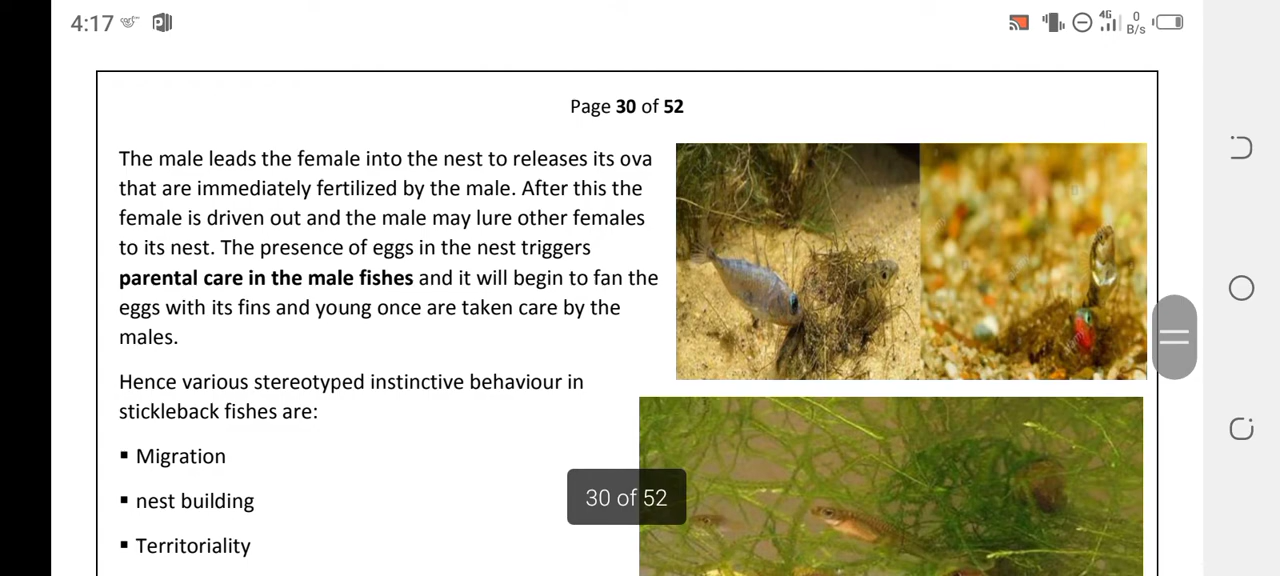 4:17
4G
0
B/s
Page 30 of 52
The male leads the female into the nest to releases its ova
that are immediately fertilized by the male. After this the
female is driven out and the male may lure other females
to its nest. The presence of eggs in the nest triggers
parental care in the male fishes and it will begin to fan the
eggs with its fins and young once are taken care by the
males.
Hence various stereotyped instinctive behaviour in
stickleback fishes are:
▪ Migration
▪ nest building
30 of 52
▪ Territoriality